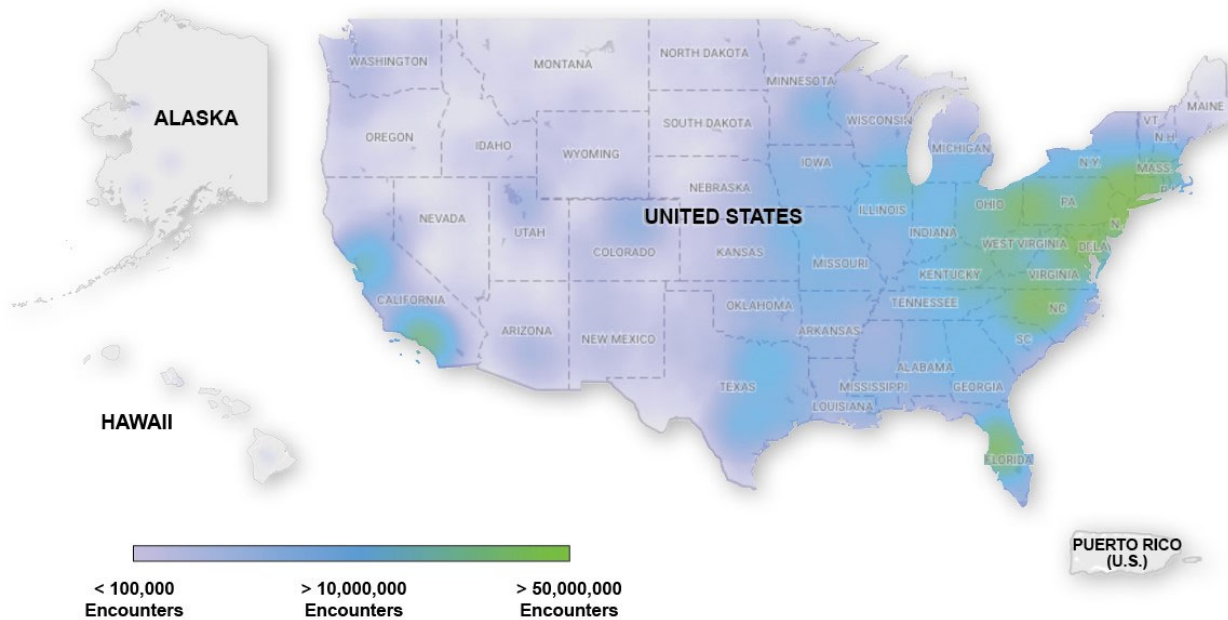 WASHINGTON
MONTANA
NORTH DAKOTA
MINNESOTA
MAINE
ALASKA
VT
OREGON
IDAHO
SOUTH DAKOTA
WISCONSIN
MICHIGAN
N.H
WYOMING
IOWA
N.Y.
MASS
NEBRASKA
UNITED STATES
NEVADA
UTAH
COLORADO
KANSAS
ILLINOIS
INDIANA
OHIO
PA
WEST VIRGINIA
DELA
CALIFORNIA
MISSOURI
KENTUCKY
VIRGINIA
ARIZONA
NEW MEXICO
OKLAHOMA
ARKANSAS
TENNESSEE
NC
SC
HAWAII
TEXAS
MISSISSIPPI
ALABAMA
GEORGIA
LOUISIANA
FLORIDA
PUERTO RICO
(U.S.)
< 100,000
Encounters
> 10,000,000
Encounters
> 50,000,000
Encounters